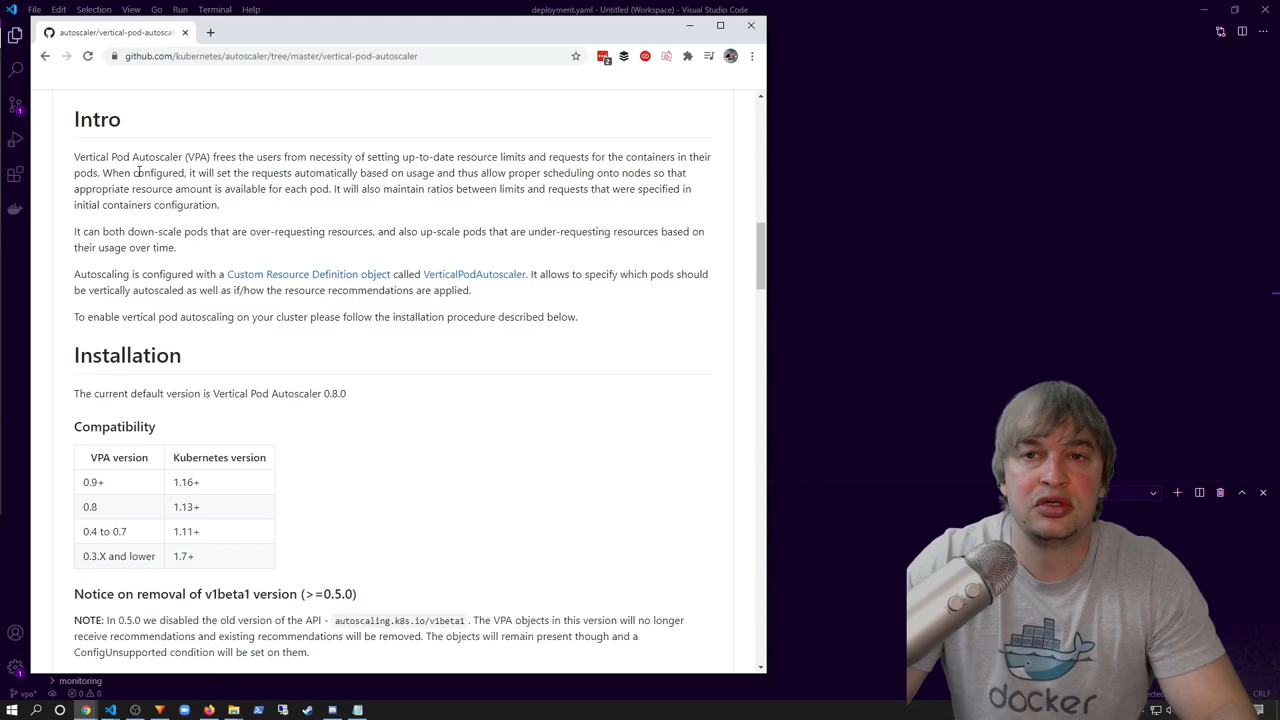 File Edit Selection View Go Run Terminal Help
deployment.yaml - Untitled (Workspace) - Visual Studio Code
autoscaler/vertical-pod-autoscal
github.com/kubernetes/autoscaler/tree/master/vertical-pod-autoscaler
2
Intro
Vertical Pod Autoscaler (VPA) frees the users from necessity of setting up-to-date resource limits and requests for the containers in their
pods. When configured, it will set the requests automatically based on usage and thus allow proper scheduling onto nodes so that
appropriate resource amount is available for each pod. It will also maintain ratios between limits and requests that were specified in
initial containers configuration.
It can both down-scale pods that are over-requesting resources, and also up-scale pods that are under-requesting resources based on
their usage over time.
Autoscaling is configured with a Custom Resource Definition object called VerticalPodAutoscaler. It allows to specify which pods should
be vertically autoscaled as well as if/how the resource recommendations are applied.
To enable vertical pod autoscaling on your cluster please follow the installation procedure described below.
Installation
The current default version is Vertical Pod Autoscaler 0.8.0
Compatibility
VPA version Kubernetes version
0.9+ 1.16+
0.8 1.13+
0.4 to 0.7 1.11+
0.3.X and lower 1.7+
Notice on removal of v1beta1 version (>=0.5.0)
NOTE: In 0.5.0 we disabled the old version of the API - autoscaling.k8s.io/v1beta1 . The VPA objects in this version will no longer
receive recommendations and existing recommendations will be removed. The objects will remain present though and a
ConfigUnsupported condition will be set on them.
1
1
monitoring
vpa* 0 0
CRLF
docker